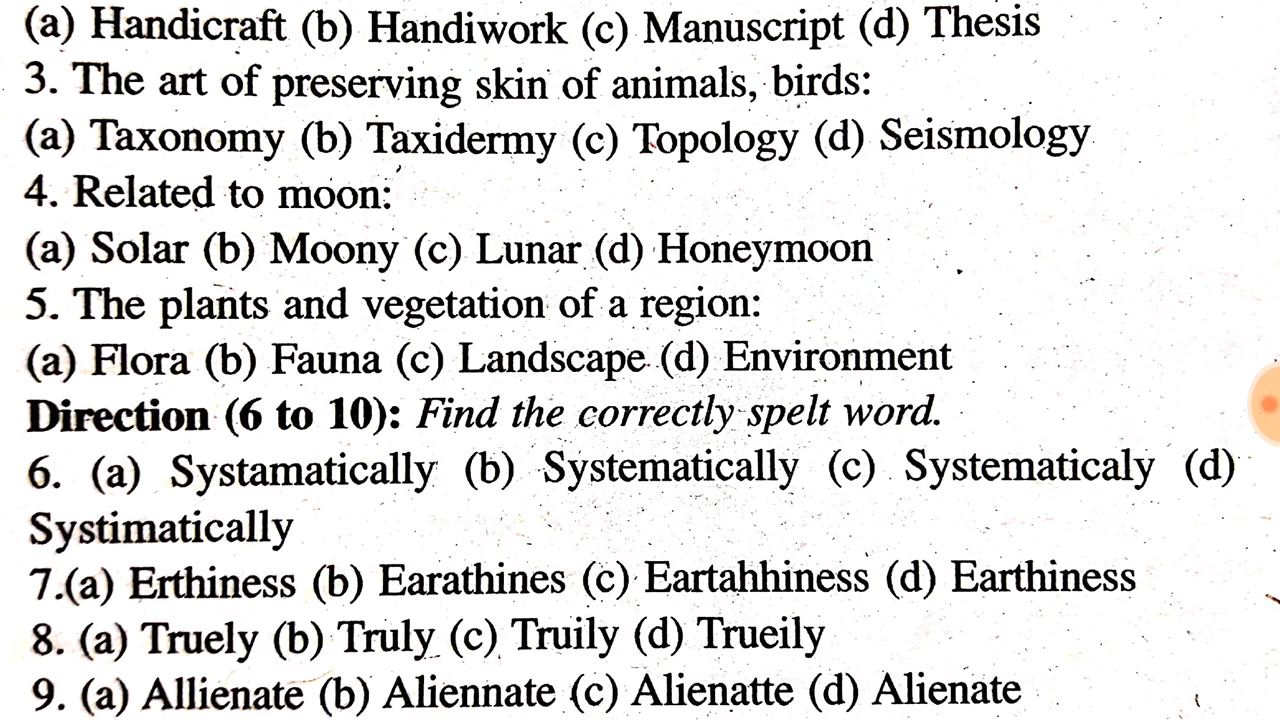 (a) Handicraft (b) Handiwork (c) Manuscript (d) Thesis
3. The art of preserving skin of animals, birds:
(a) Taxonomy (b) Taxidermy (c) Topology (d) Seismology
4. Related to moon:
(a) Solar (b) Moony (c) Lunar (d) Honeymoon
5. The plants and vegetation of a region:
(a) Flora (b) Fauna (c) Landscape (d) Environment
Direction (6 to 10): Find the correctly spelt word.
6. (a) Systamatically (b) Systematically (c) Systematicaly (d)
Systimatically
7.(a) Erthiness (b) Earathines (c) Eartahhiness (d) Earthiness
8. (a) Truely (b) Truly (c) Truily (d) Trueily
9. (a) Allienate (b) Aliennate (c) Alienatte (d) Alienate